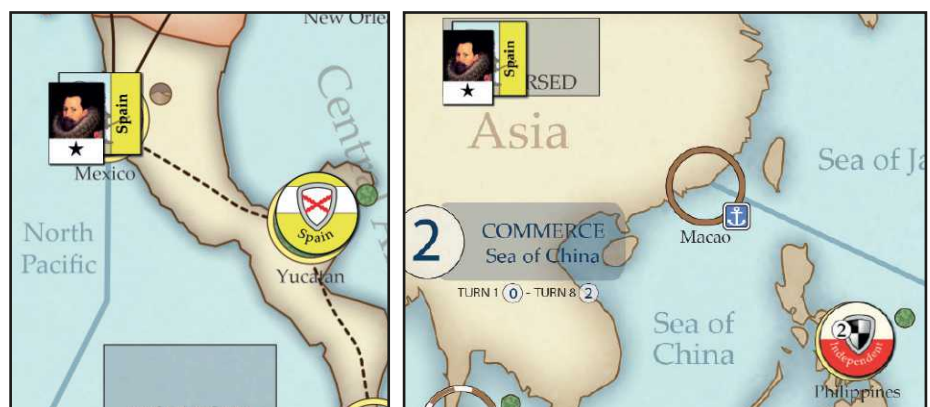 New Orle
Central A
Spain
Mexico
Spain
Yucatan
North
Pacific
Spain
RSED
Asia
Sea of Ja
Macao
2
COMMERCE
Sea of China
TURN 1 0 - TURN 8 2
Sea of
China
2
Independent
Philippines